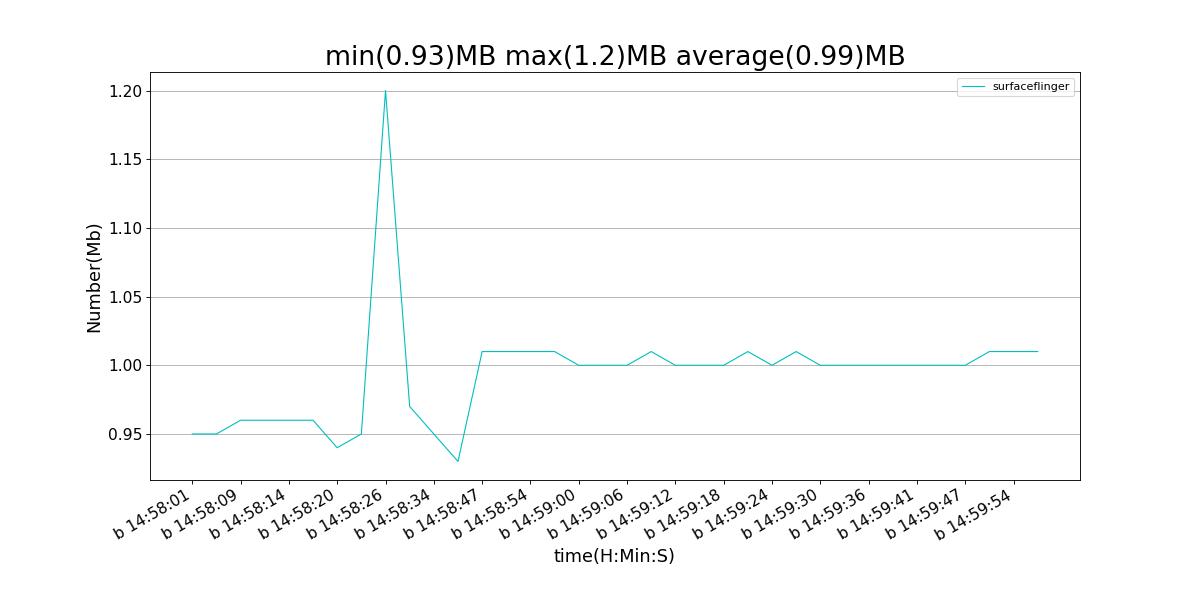 min(0.93)MB max(1.2)MB average(0.99)MB
surfaceflinger
1.20
1.15
1.10
1.05
1.00
0.95
Number(Mb)
b 14:58:01
b 14:58:09
b 14:58:14
b 14:58:20
b 14:58:26
b 14:58:34
b 14:58:47
b 14:58:54
b 14:59:00
b 14:59:06
b 14:59:12
b 14:59:18
b 14:59:24
b 14:59:30
b 14:59:36
b 14:59:41
b 14:59:47
b 14:59:54
time(H:Min:S)